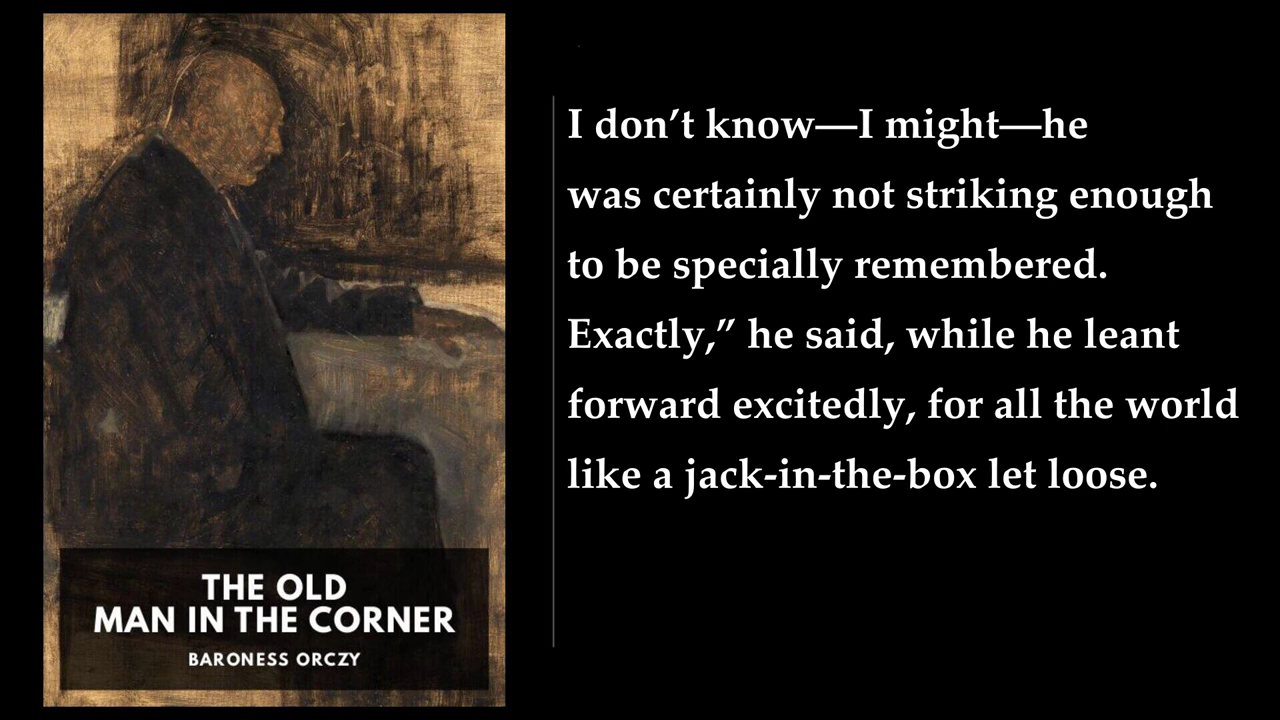 I don’t know—I might—he
was certainly not striking enough
to be specially remembered.
Exactly,” he said, while he leant
forward excitedly, for all the world
like a jack-in-the-box let loose.
THE OLD
MAN IN THE CORNER
BARONESS ORCZY